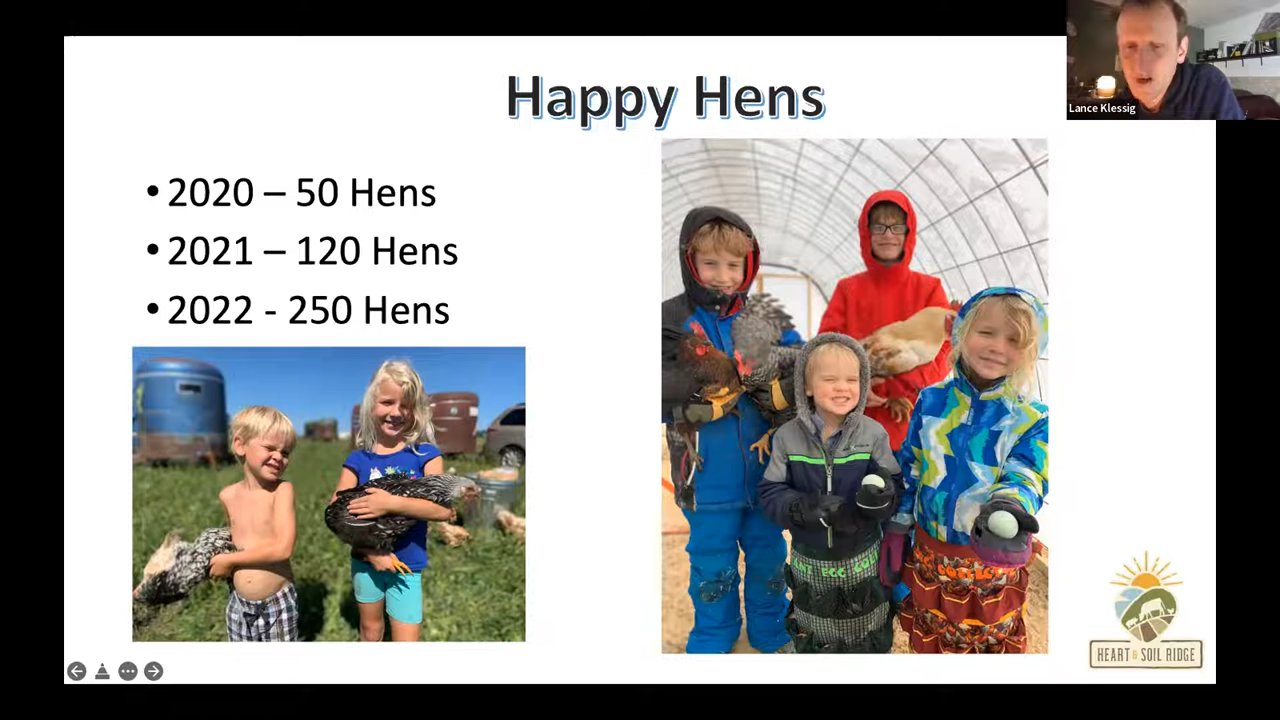 Happy Hens
Lance Klessig
• 2020 – 50 Hens
• 2021 – 120 Hens
• 2022 - 250 Hens
HEART & SOIL RIDGE